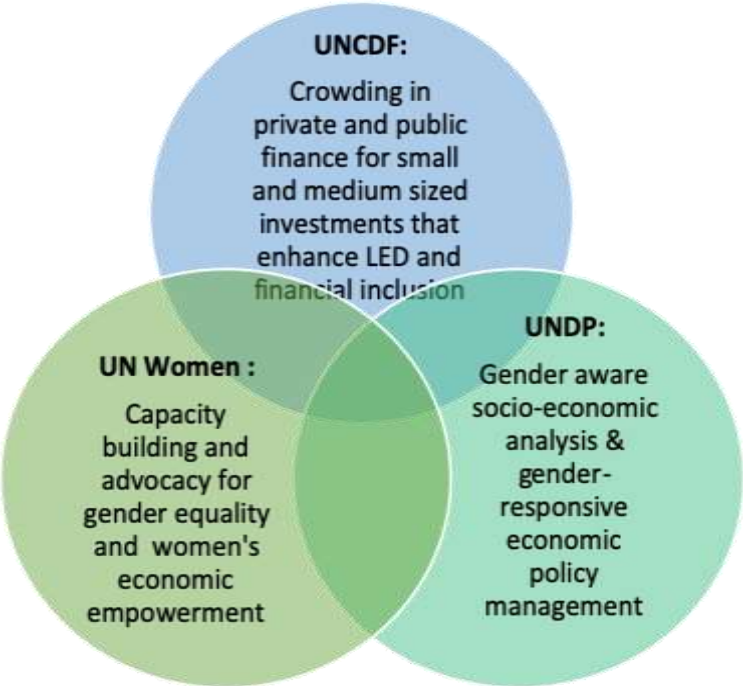 UNCDF:
Crowding in
private and public
finance for small
and medium sized
investments that
enhance LED and
financial inclusion
UN Women :
Capacity
building and
advocacy for
gender equality
and women's
economic
empowerment
UNDP:
Gender aware
socio-economic
analysis &
gender-
responsive
economic
policy
management